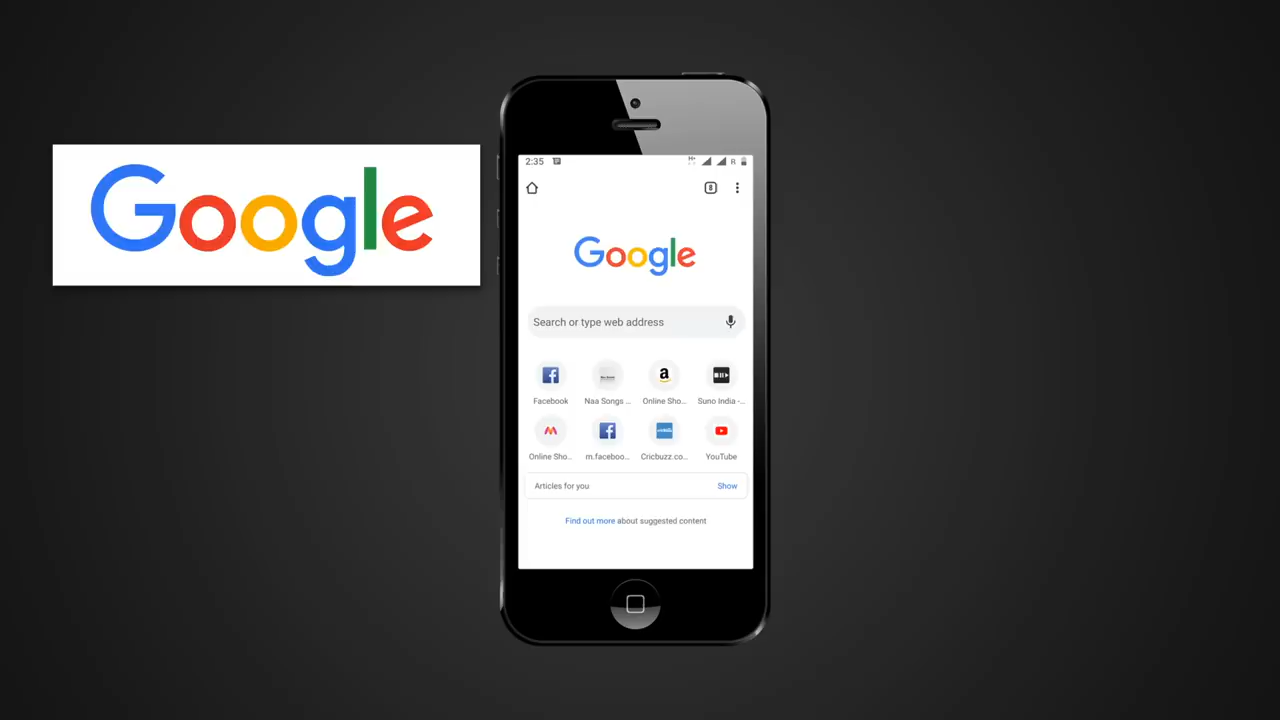 Google
2:35 H+ R
8
Google
Search or type web address
Facebook Naa Songs ... Online Sho... Suno India -...
Online Sho... m.faceboo... Cricbuzz.co... YouTube
Articles for you Show
Find out more about suggested content